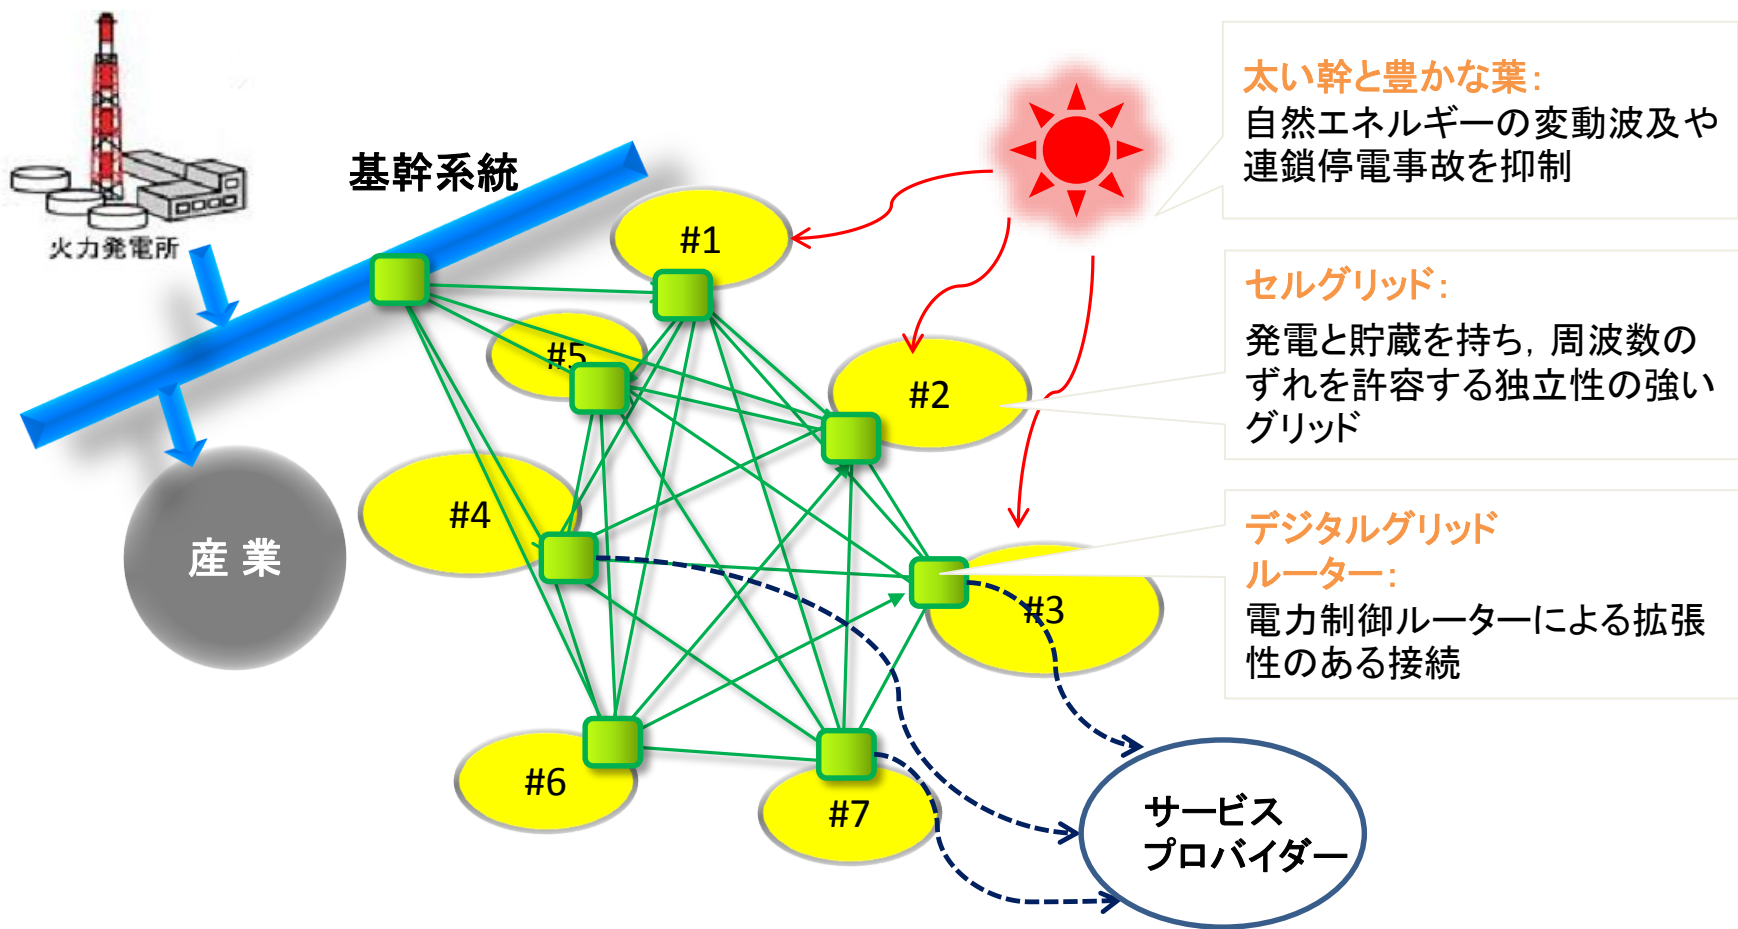 太い幹と豊かな葉：
自然エネルギーの変動波及や
連鎖停電事故を抑制
基幹系統
火力発電所
#1
セルグリッド：
発電と貯蔵を持ち，周波数の
ずれを許容する独立性の強い
グリッド
#5
#2
#4
産業
デジタルグリッド
ルーター：
電力制御ルーターによる拡張
性のある接続
#3
#6
#7
サービス
プロバイダー